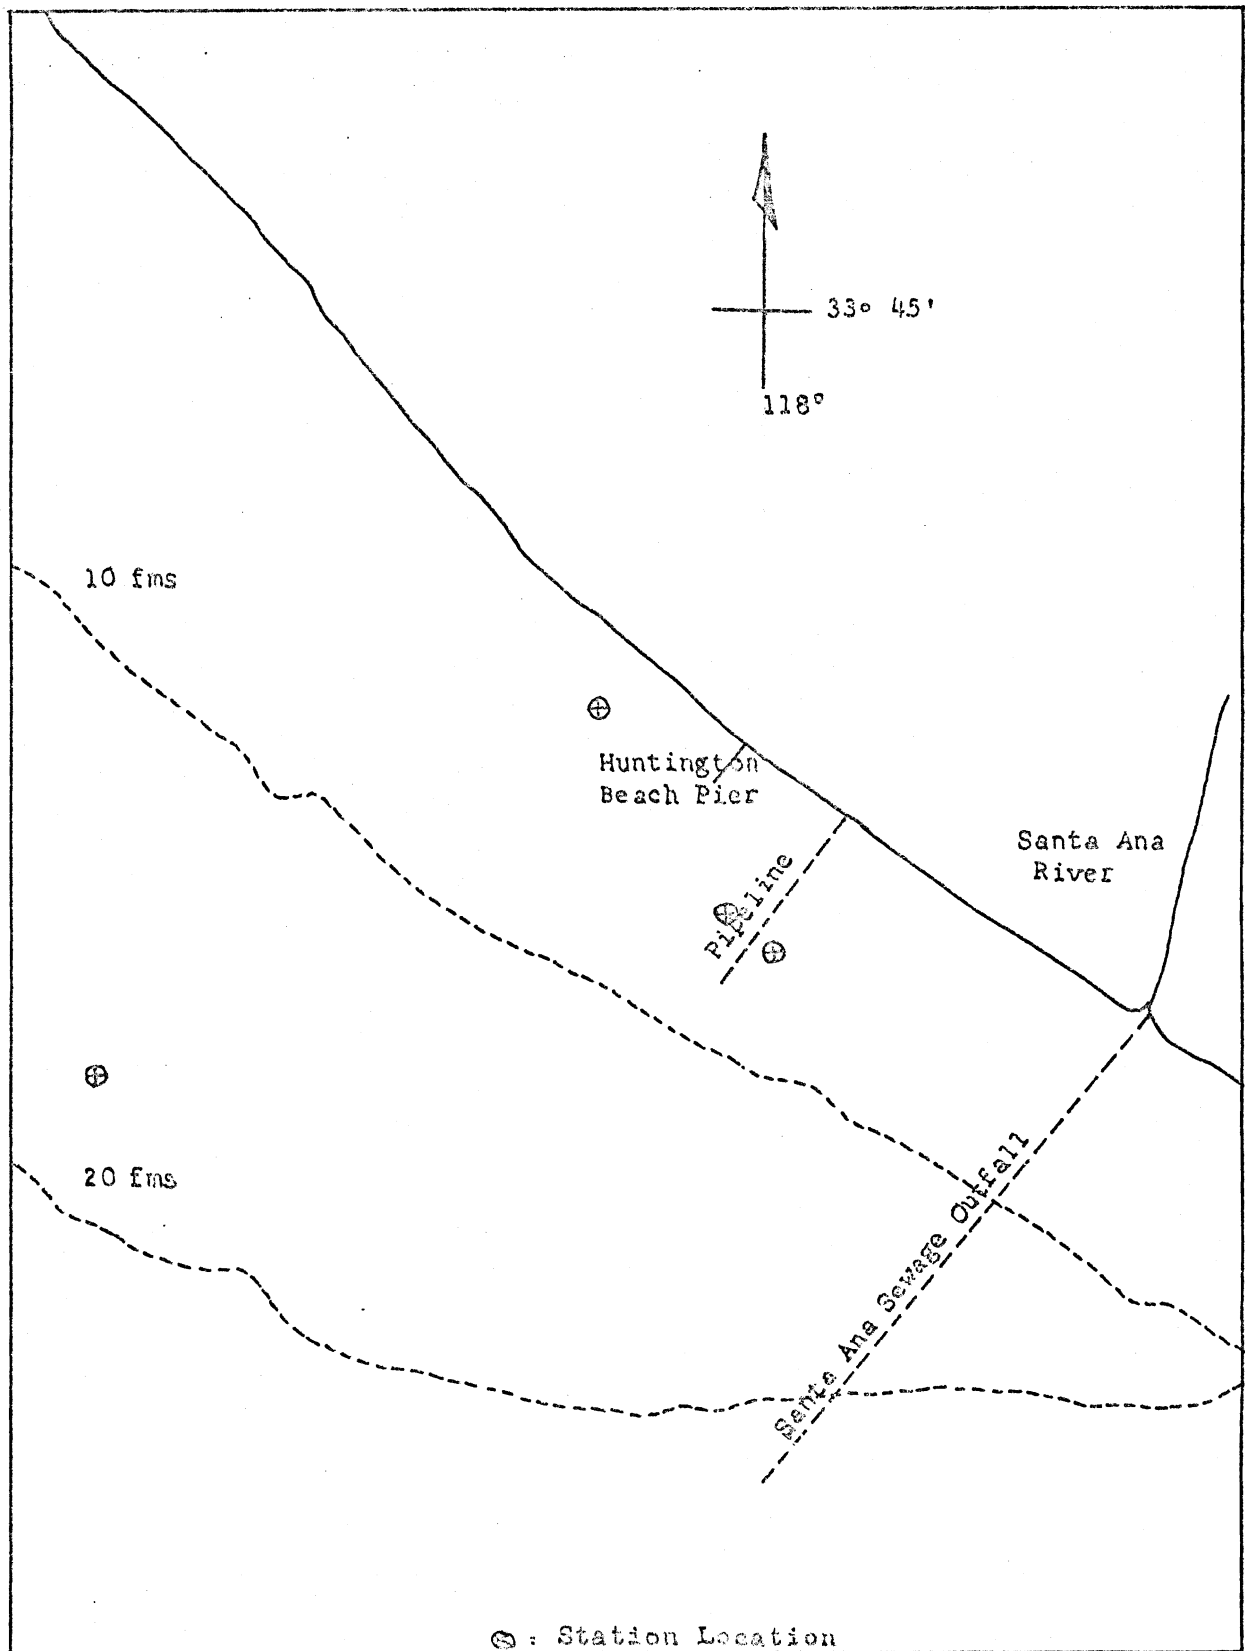 33° 45'
118°
10 fms
Huntington
Beach Pier
Santa Ana
River
Pipeline
20 fms
Santa Ana Sewage Outfall
: Station Location